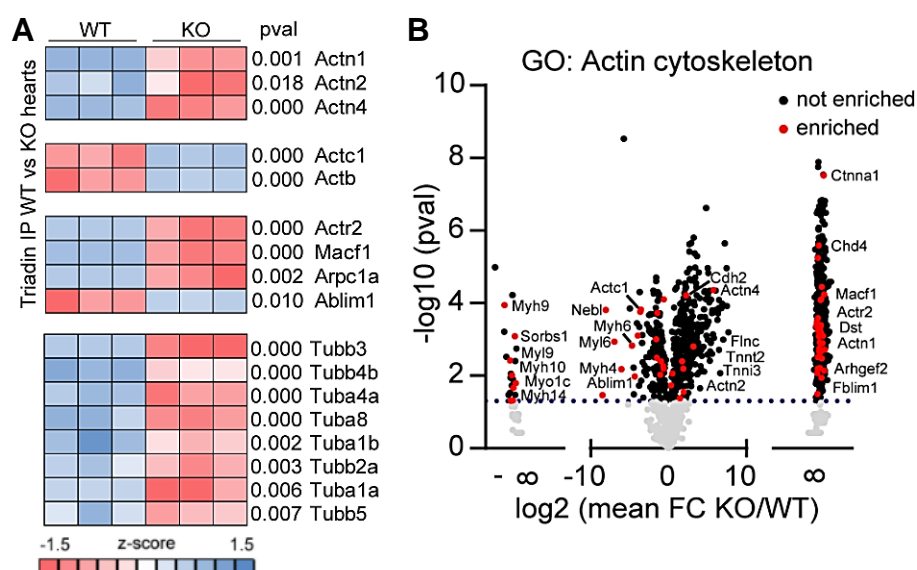 A
WT KO pval
Triadin IP WT vs KO hearts
0.001 Actn1
0.018 Actn2
0.000 Actn4
0.000 Actc1
0.000 Actb
0.000 Actr2
0.000 Macf1
0.002 Arpc1a
0.010 Ablim1
0.000 Tubb3
0.000 Tubb4b
0.000 Tuba4a
0.000 Tuba8
0.002 Tuba1b
0.003 Tubb2a
0.006 Tuba1a
0.007 Tubb5
-1.5 z-score 1.5
B
GO: Actin cytoskeleton
not enriched
enriched
-log10 (pval)
10
8
6
4
2
0
Myh9
Sorbs1
Myl9
Myh10
Myo1c
Myh14
Actc1
Nebl
Myh6
Myl6
Myh4
Ablim1
Cdh2
Actn4
Flnc
Tnnt2
Tnni3
Actn2
Ctnna1
Chd4
Macf1
Actr2
Dst
Actn1
Arhgef2
Fblim1
- ∞ -10 0 10 ∞
log2 (mean FC KO/WT)